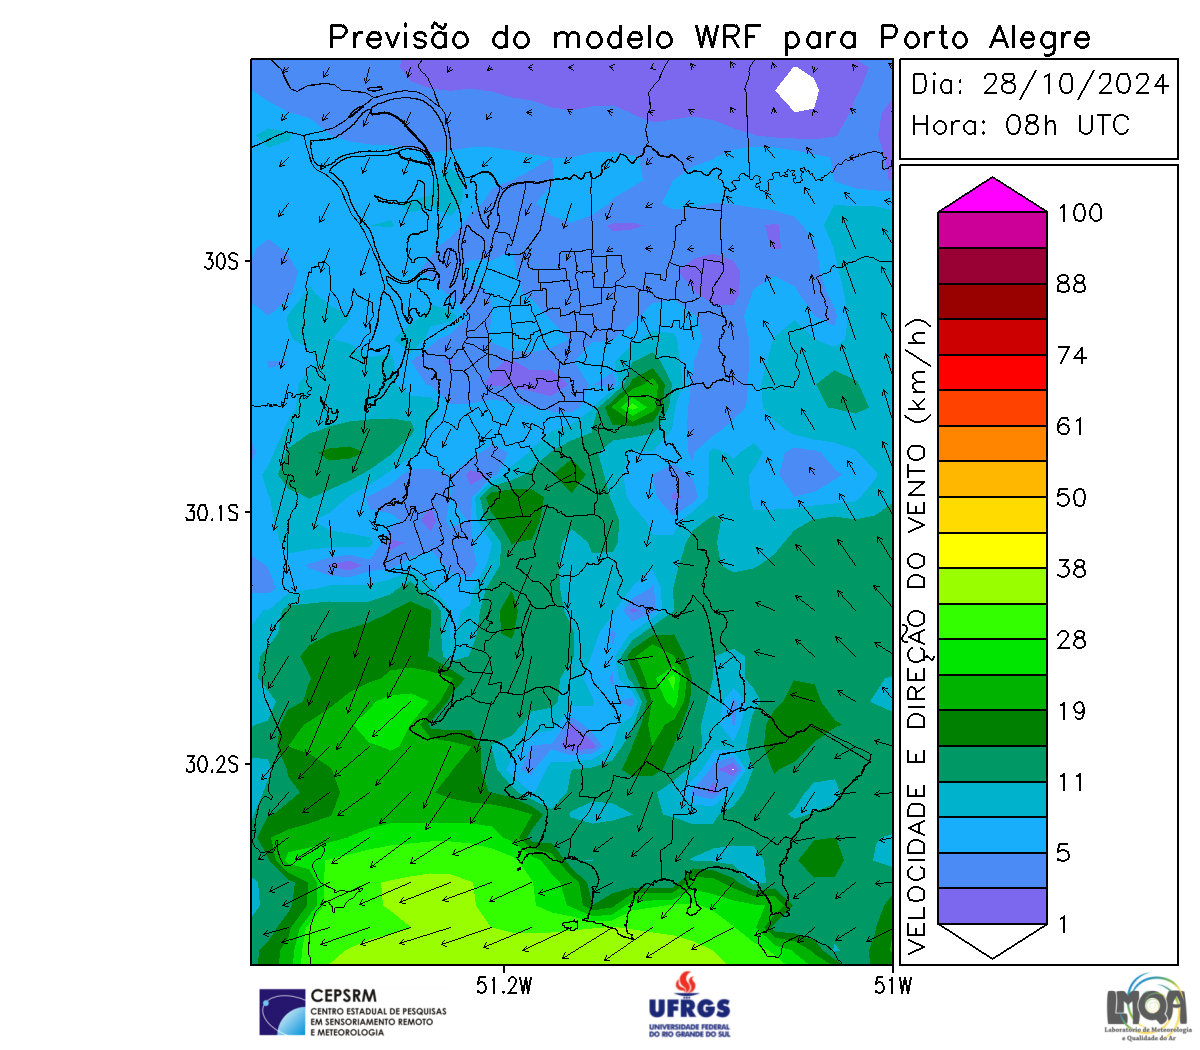 Previsão do modelo WRF para Porto Alegre
Dia: 28/10/2024
Hora: 08h UTC
100
88
74
61
50
38
28
19
11
5
1
VELOCIDADE E DIREÇÃO DO VENTO (km/h)
30S
30.1S
30.2S
51.2W
51W
CEPSRM
CENTRO ESTADUAL DE PESQUISAS
EM SENSORIAMENTO REMOTO
E METEOROLOGIA
UFRGS
UNIVERSIDADE FEDERAL
DO RIO GRANDE DO SUL
LMQA
Laboratório de Meteorologia
e Qualidade do Ar